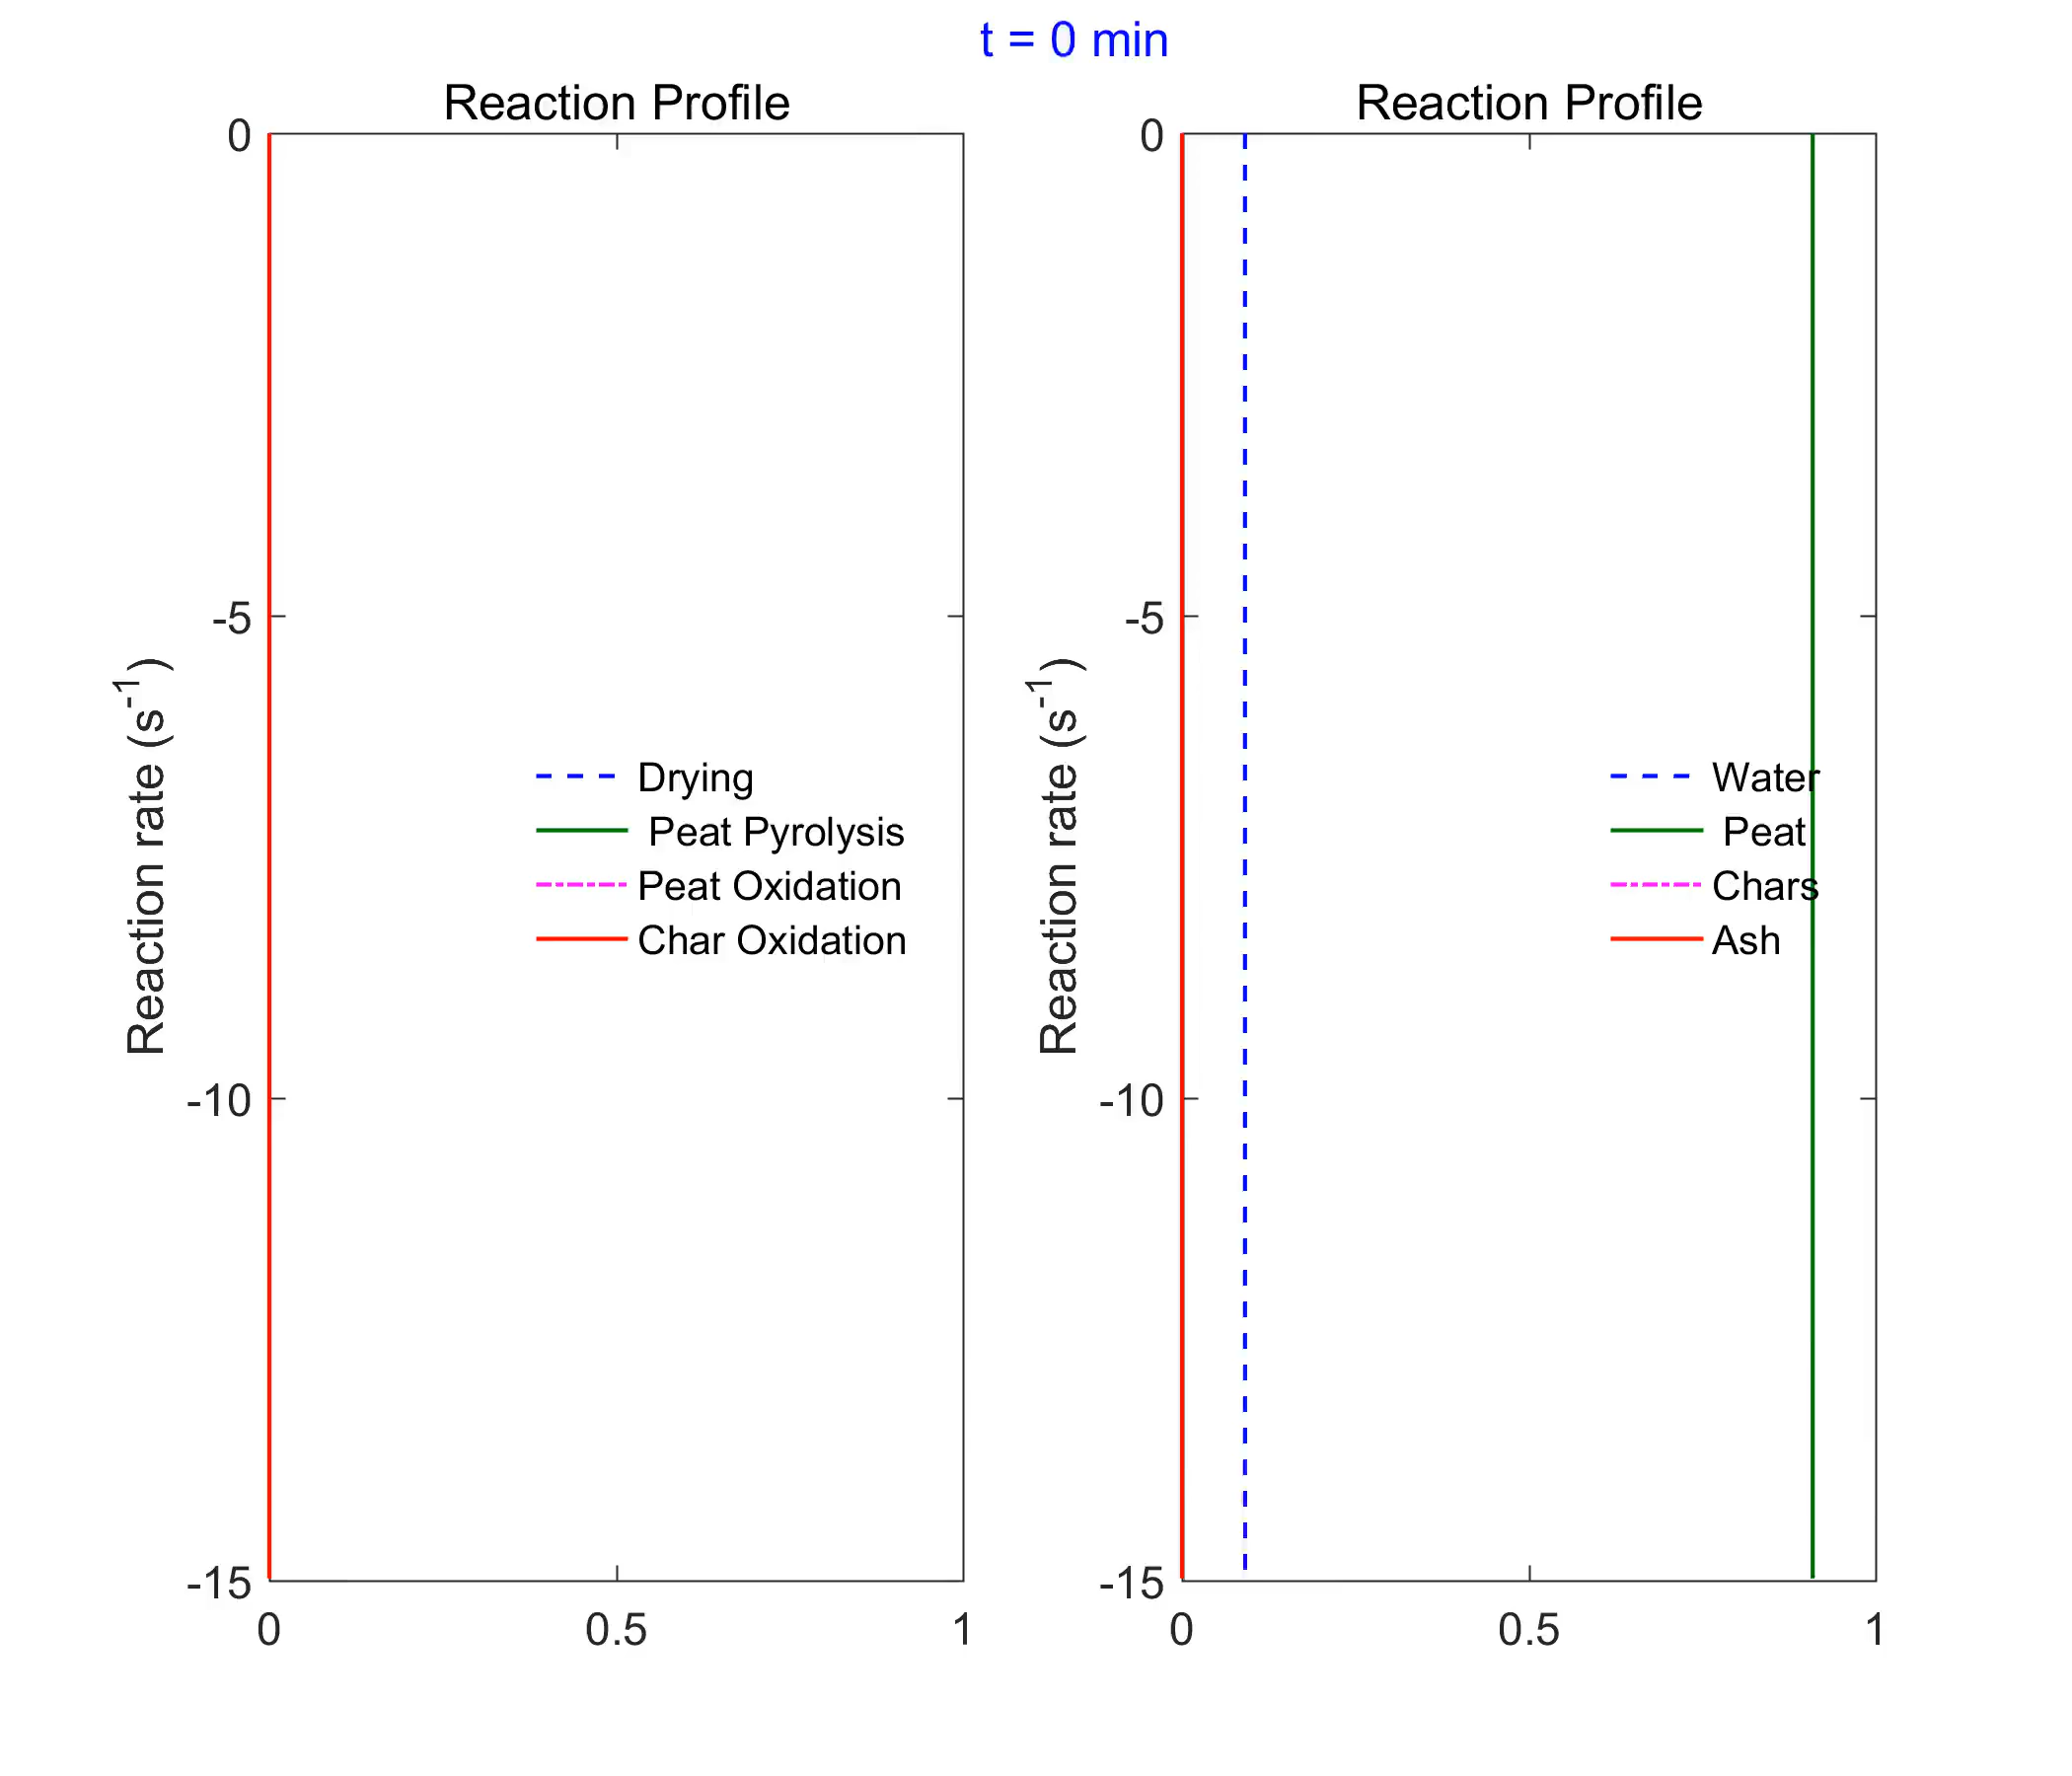 t = 0 min
Reaction Profile
0
-5
-10
-15
Reaction rate (s-1)
Drying
Peat Pyrolysis
Peat Oxidation
Char Oxidation
0 0.5 1
Reaction Profile
0
-5
-10
-15
Reaction rate (s-1)
Water
Peat
Chars
Ash
0 0.5 1